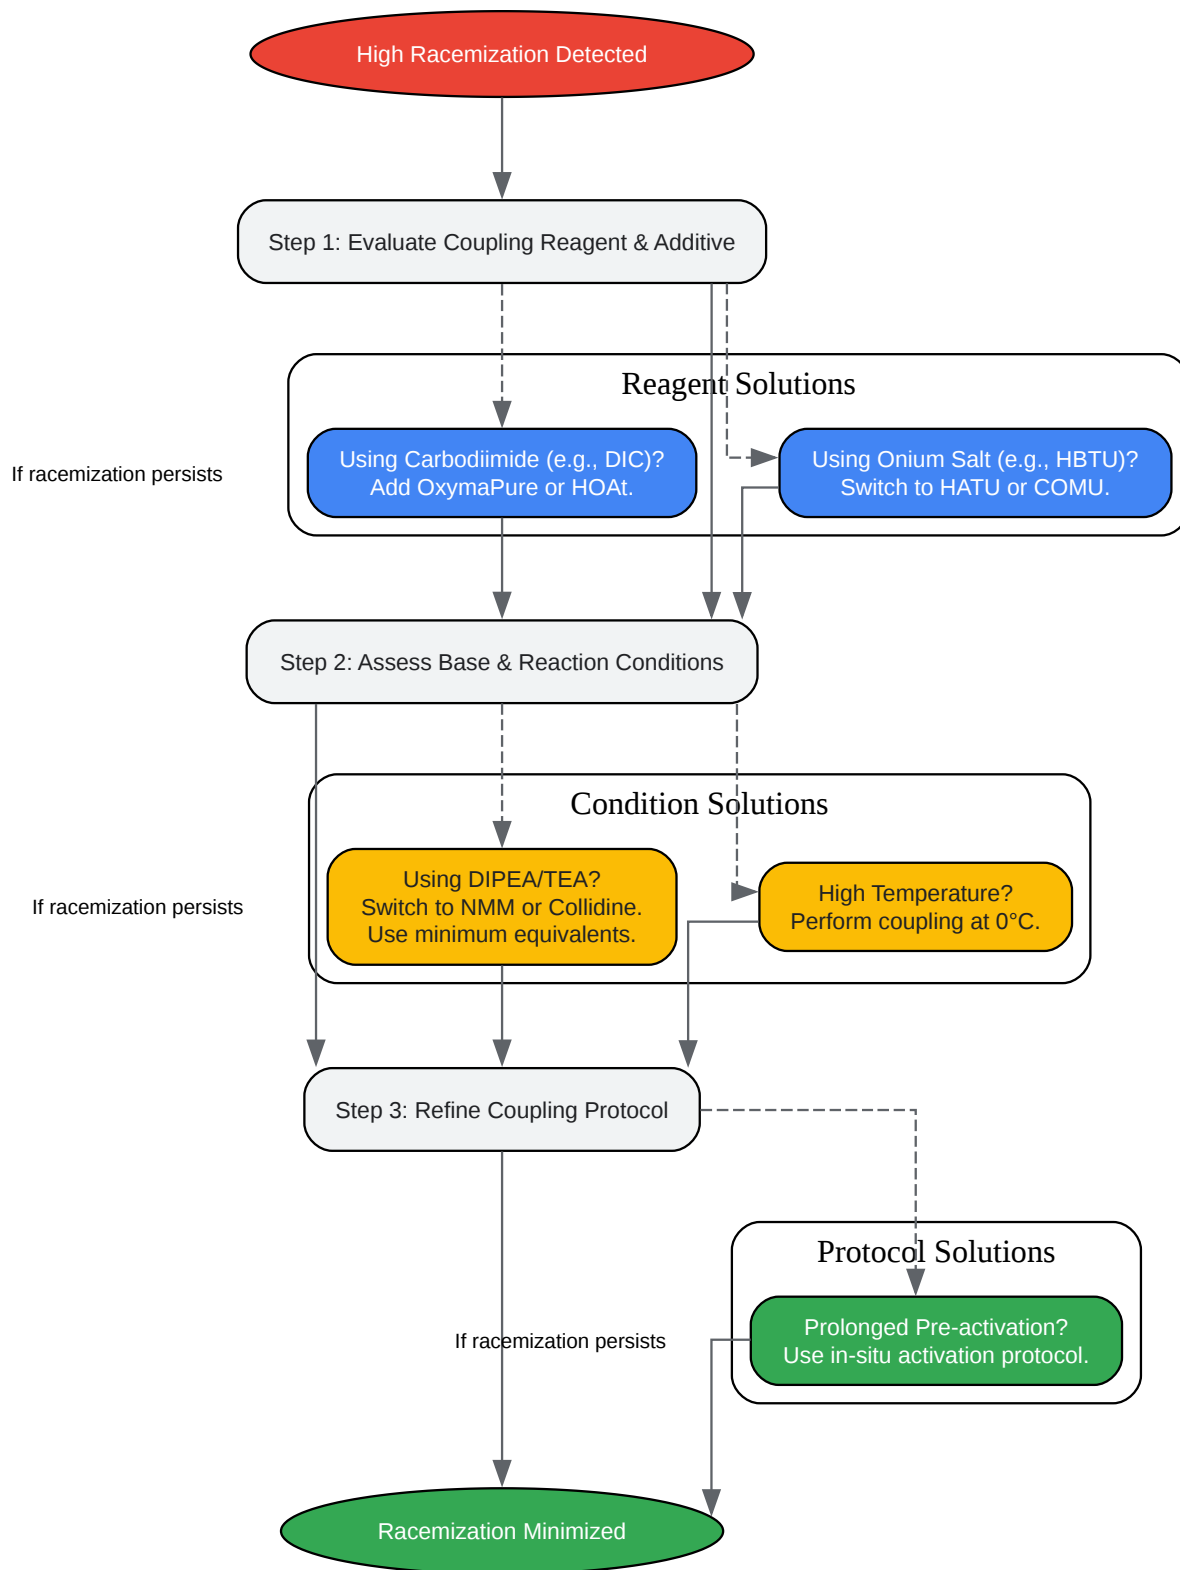 High Racemization Detected
Step 1: Evaluate Coupling Reagent & Additive
Reagent Solutions
If racemization persists
Using Carbodiimide (e.g., DIC)?
Add OxymaPure or HOAt.
Using Onium Salt (e.g., HBTU)?
Switch to HATU or COMU.
Step 2: Assess Base & Reaction Conditions
Condition Solutions
If racemization persists
Using DIPEA/TEA?
Switch to NMM or Collidine.
Use minimum equivalents.
High Temperature?
Perform coupling at 0°C.
Step 3: Refine Coupling Protocol
Protocol Solutions
If racemization persists
Prolonged Pre-activation?
Use in-situ activation protocol.
Racemization Minimized